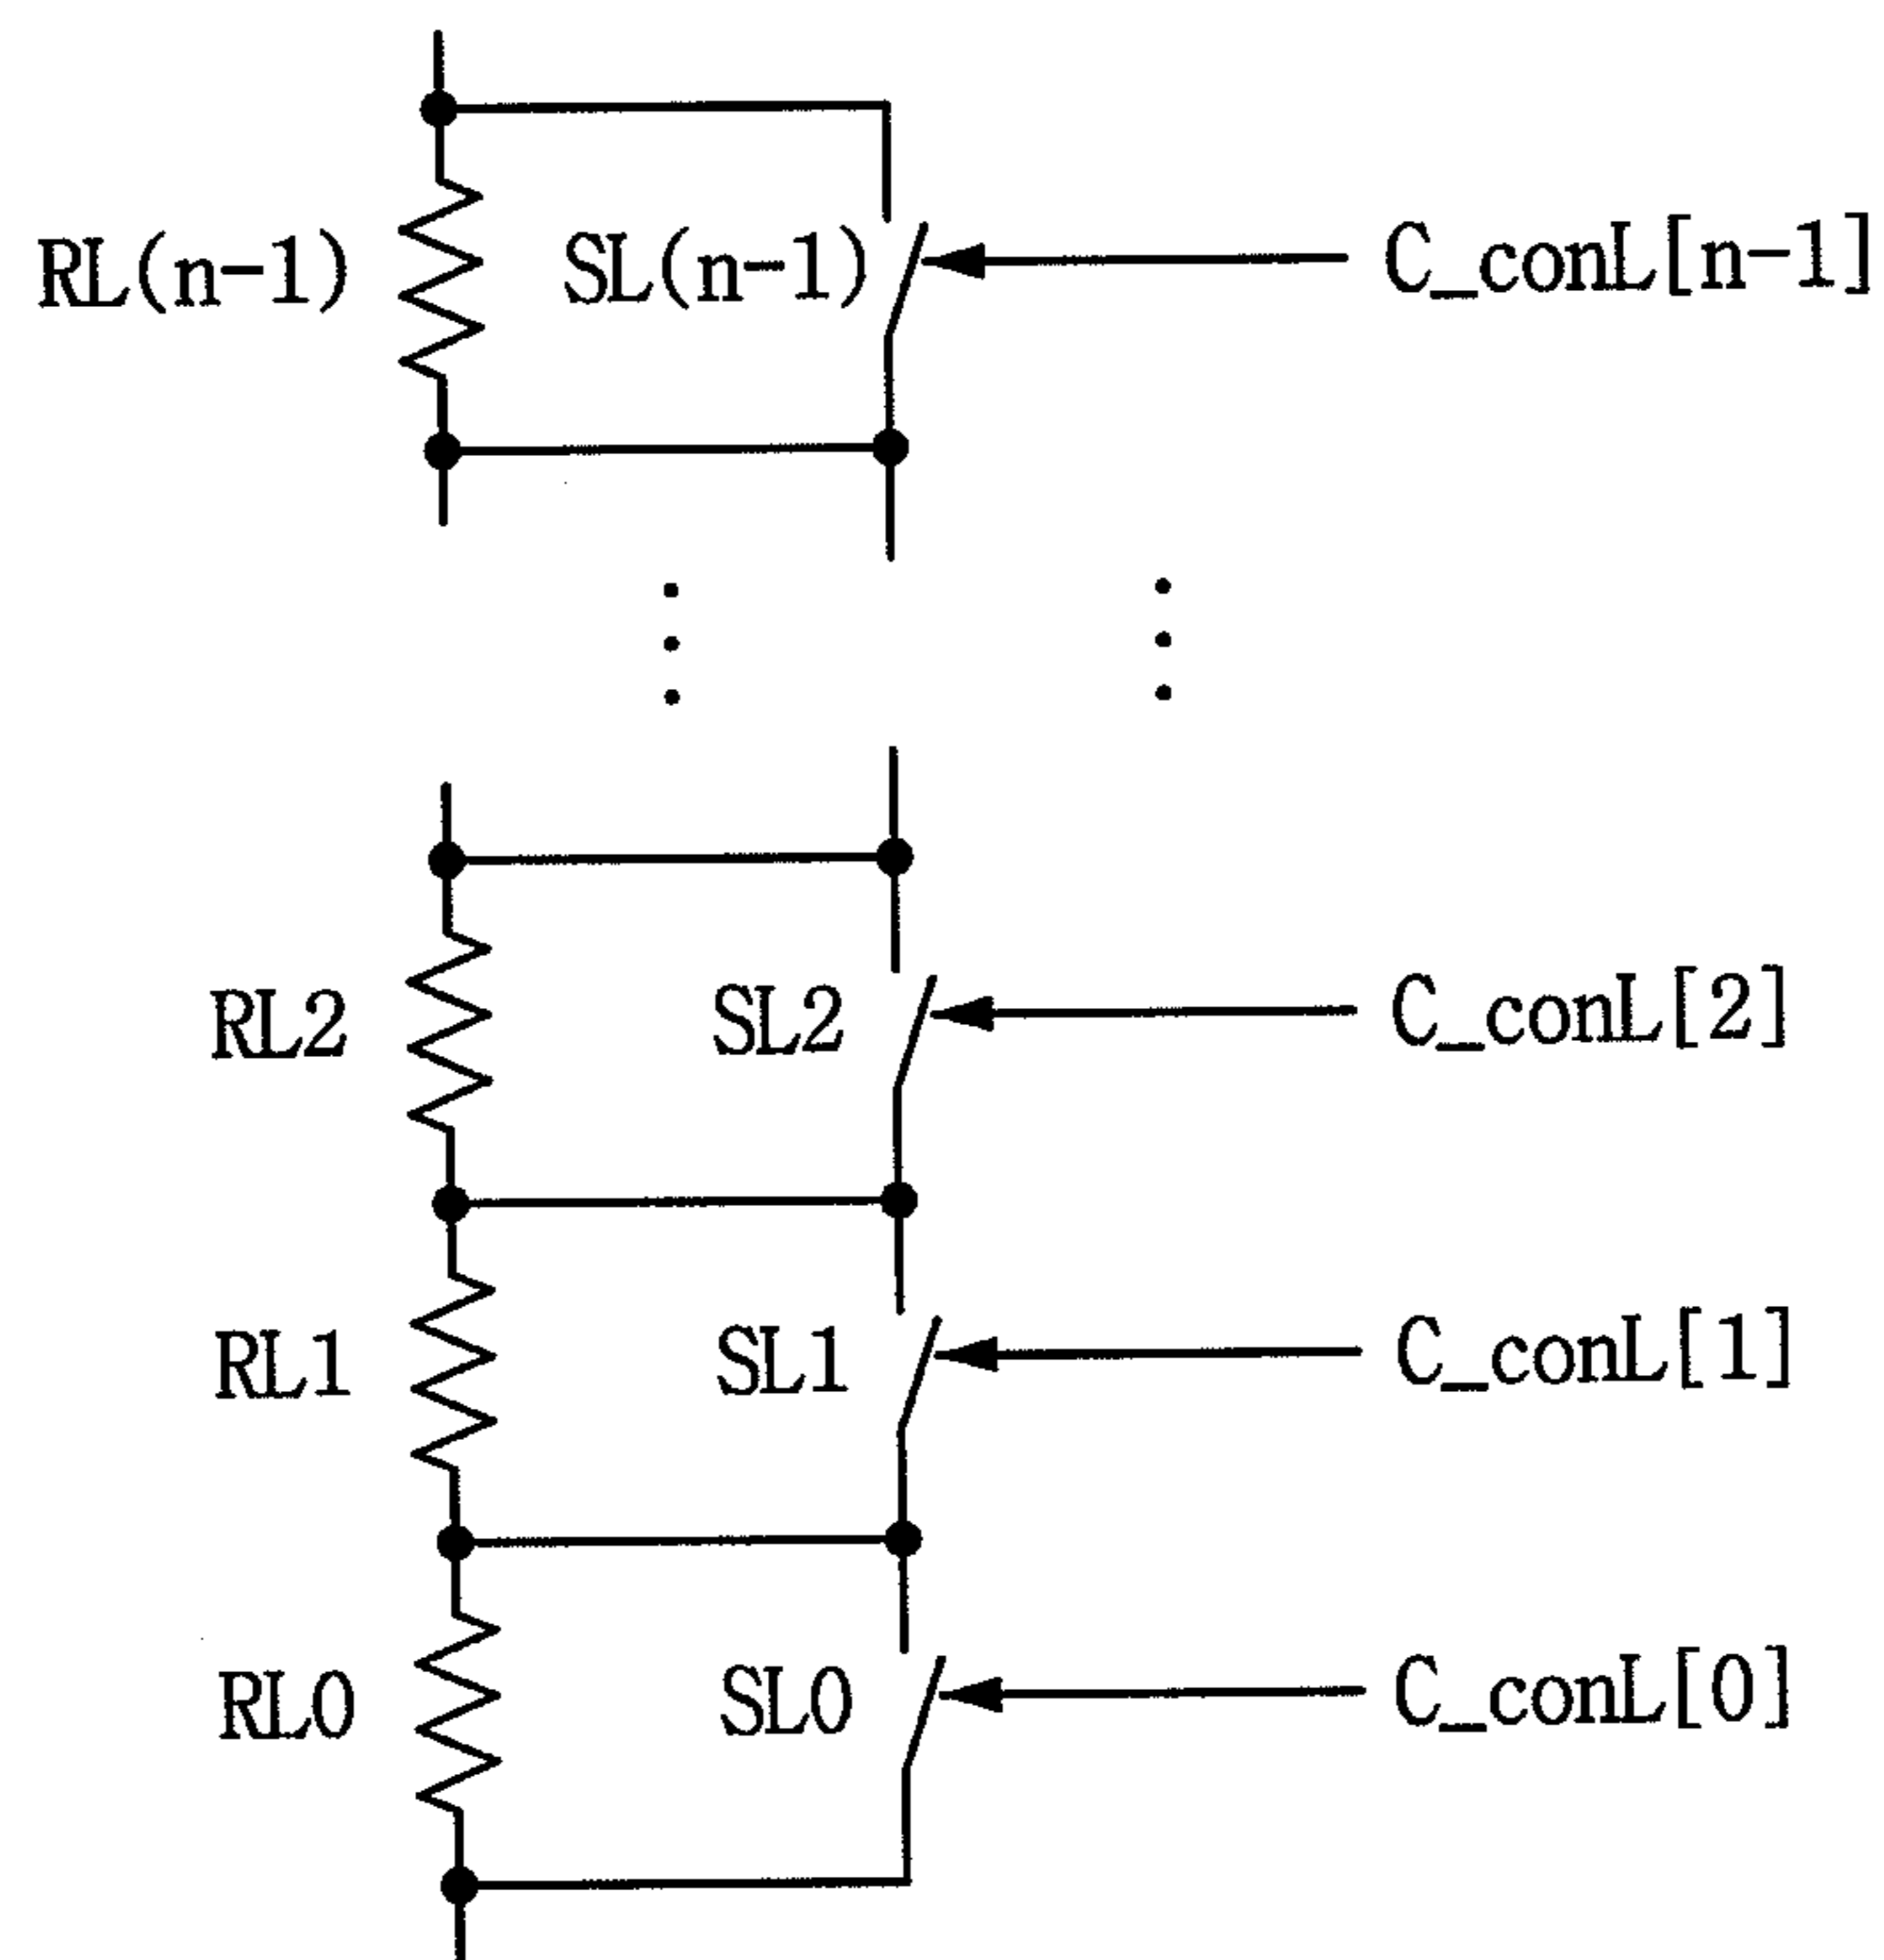 RL(n-1) SL(n-1) C_conL[n-1]
RL2 SL2 C_conL[2]
RL1 SL1 C_conL[1]
RL0 SL0 C_conL[0]